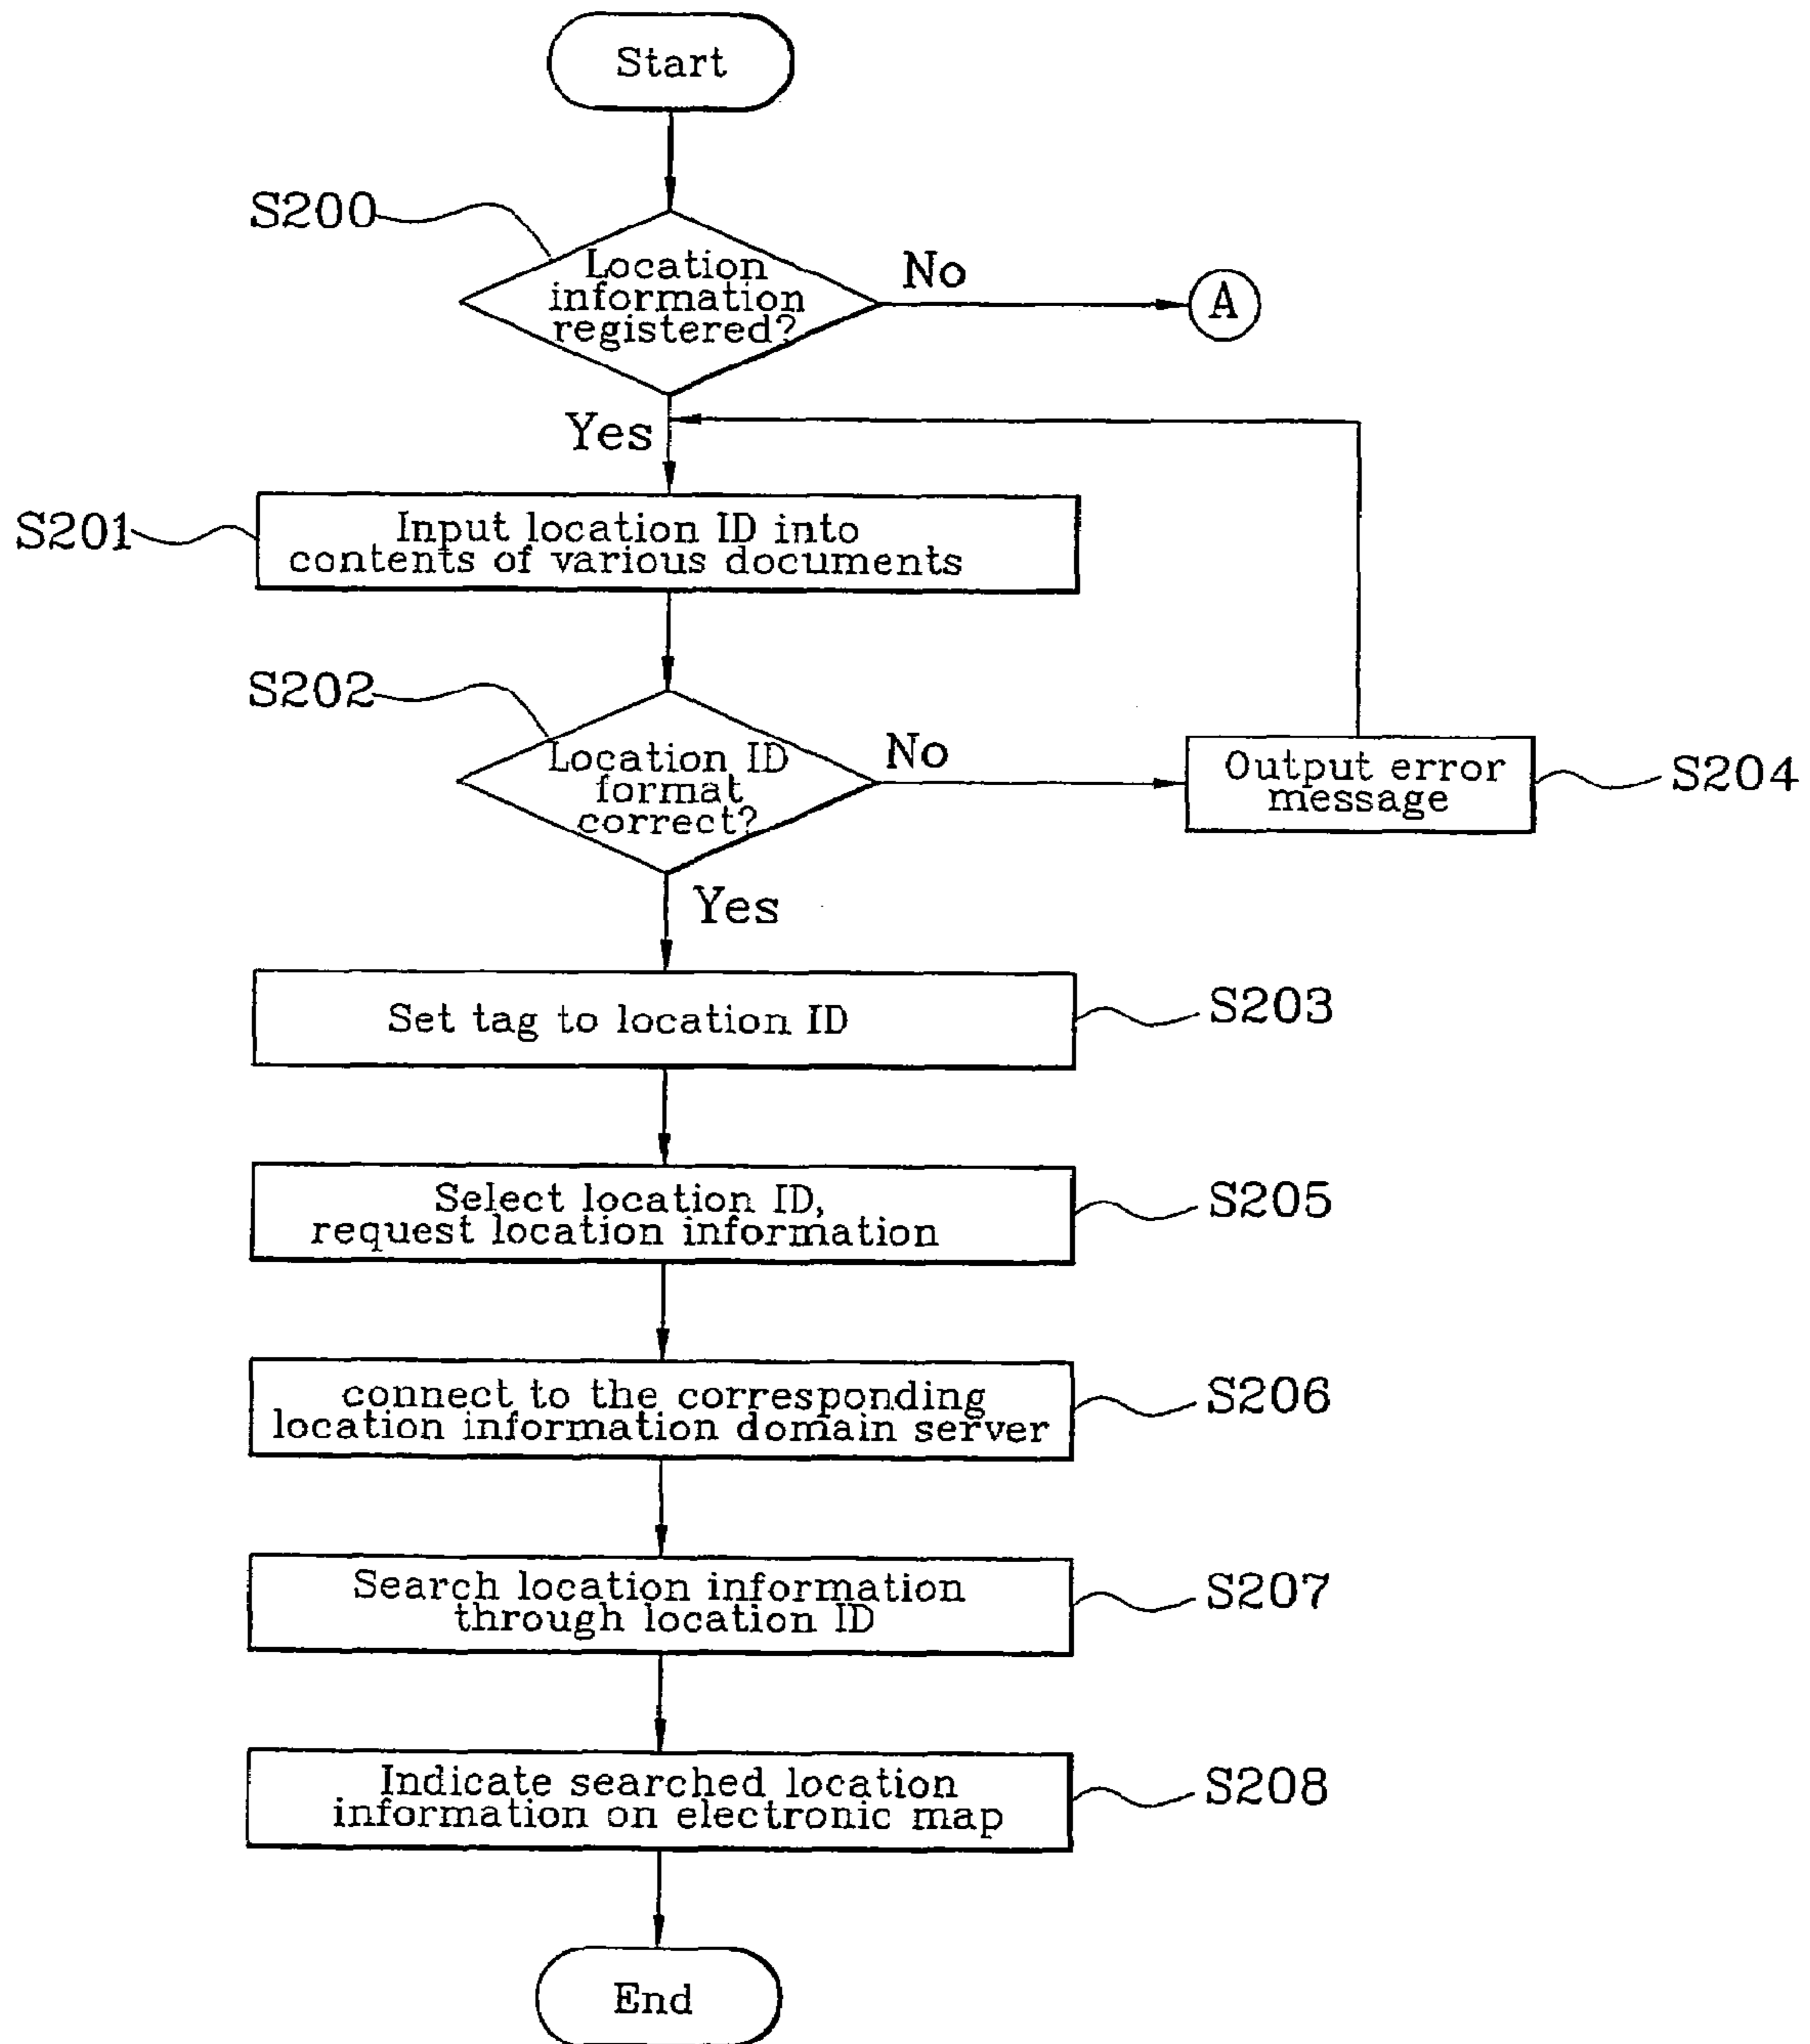 Start
S200
Location
information
registered?
No
A
Yes
S201
Input location ID into
contents of various documents
S202
Location ID
format
correct?
No
Output error
message
S204
Yes
Set tag to location ID
S203
Select location ID,
request location information
S205
connect to the corresponding
location information domain server
S206
Search location information
through location ID
S207
Indicate searched location
information on electronic map
S208
End